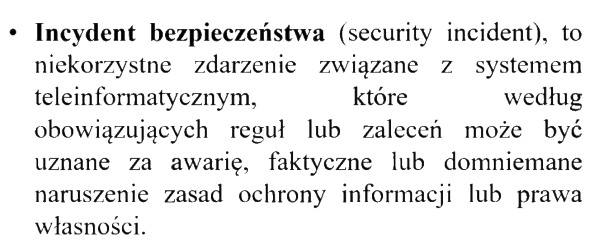 • Incydent bezpieczeństwa (security incident), to
niekorzystne zdarzenie związane z systemem
teleinformatycznym, które według
obowiązujących reguł lub zaleceń może być
uznane za awarię, faktyczne lub domniemane
naruszenie zasad ochrony informacji lub prawa
własności.